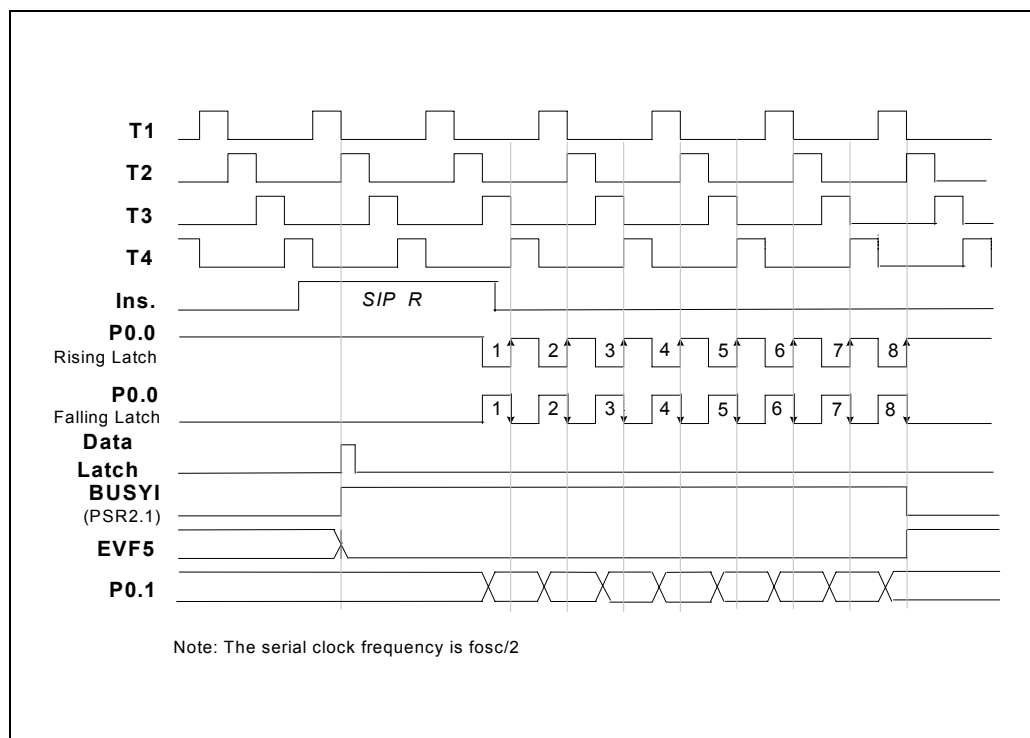 T1
T2
T3
T4
Ins.
SIP R
P0.0
Rising Latch
1 2 3 4 5 6 7 8
P0.0
Falling Latch
1 2 3 4 5 6 7 8
Data
Latch
BUSYI
(PSR2.1)
EVF5
P0.1
Note: The serial clock frequency is fosc/2